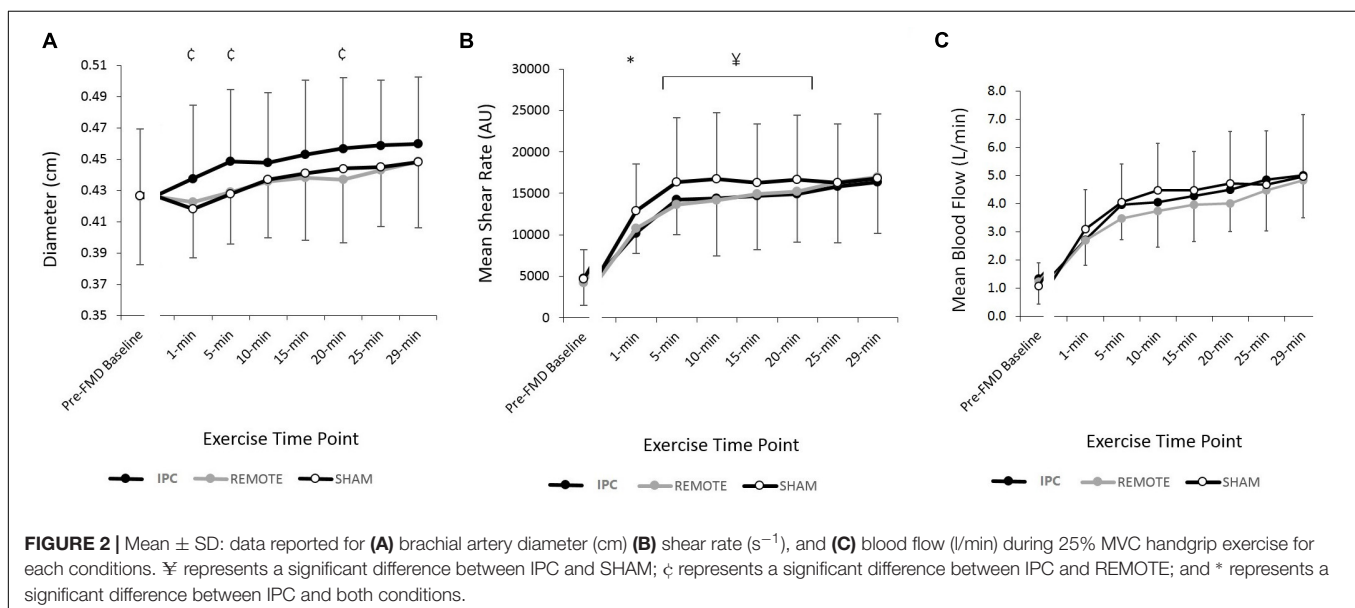 A
¢ ¢ ¢
0.51
0.49
0.47
0.45
0.43
0.41
0.39
0.37
0.35
Diameter (cm)
Pre-FMD Baseline
1-min
5-min
10-min
15-min
20-min
25-min
29-min
Exercise Time Point
IPC REMOTE SHAM
B
* ¥
30000
25000
20000
15000
10000
5000
0
Mean Shear Rate (AU)
Pre-FMD Baseline
1-min
5-min
10-min
15-min
20-min
25-min
29-min
Exercise Time Point
IPC REMOTE SHAM
C
8.0
7.0
6.0
5.0
4.0
3.0
2.0
1.0
0.0
Mean Blood Flow (L/min)
Pre-FMD Baseline
1-min
5-min
10-min
15-min
20-min
25-min
29-min
Exercise Time Point
IPC REMOTE SHAM
FIGURE 2 | Mean ± SD: data reported for (A) brachial artery diameter (cm) (B) shear rate (s−1), and (C) blood flow (l/min) during 25% MVC handgrip exercise for
each conditions. ¥ represents a significant difference between IPC and SHAM; ¢ represents a significant difference between IPC and REMOTE; and * represents a
significant difference between IPC and both conditions.